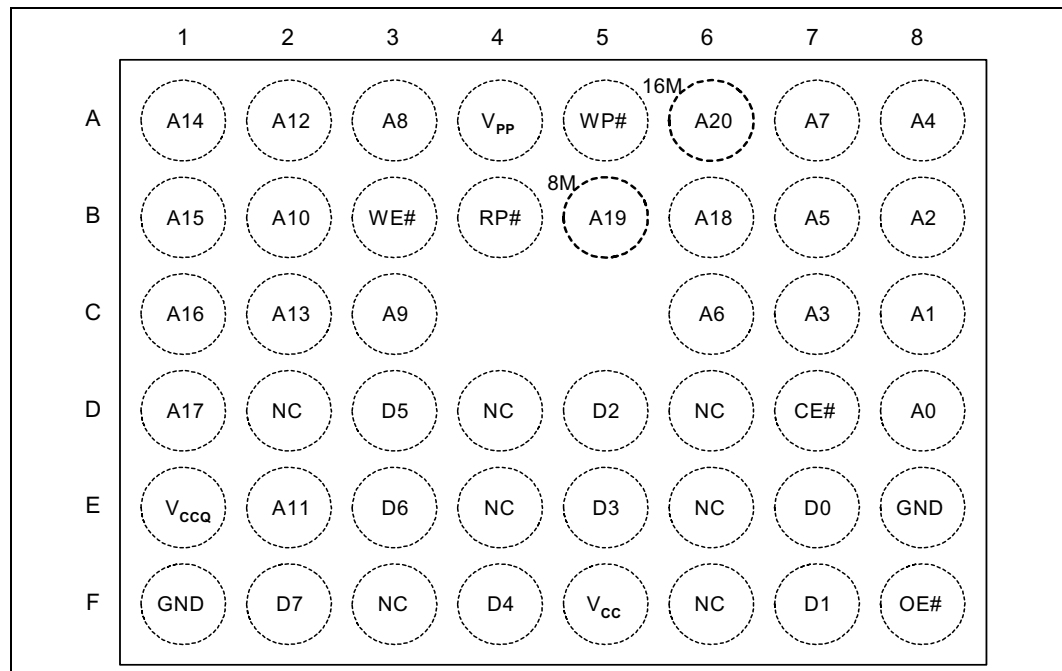 1 2 3 4 5 6 7 8
16M
A A14 A12 A8 VPP WP# A20 A7 A4
8M
B A15 A10 WE# RP# A19 A18 A5 A2
C A16 A13 A9 A6 A3 A1
D A17 NC D5 NC D2 NC CE# A0
E VCCQ A11 D6 NC D3 NC D0 GND
F GND D7 NC D4 VCC NC D1 OE#